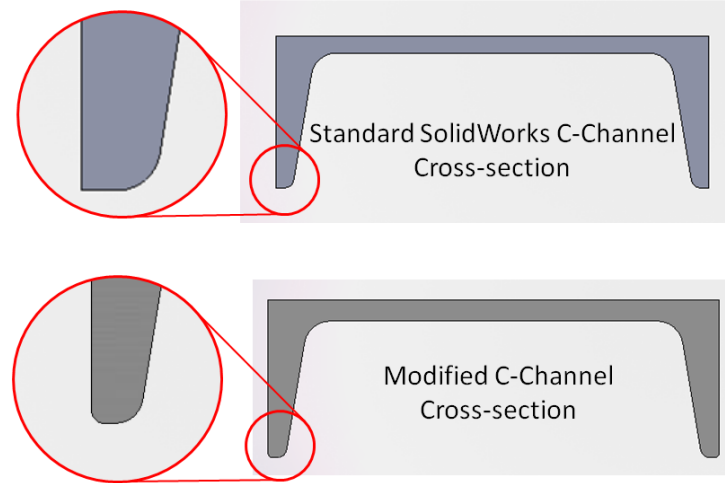 Standard SolidWorks C-Channel
Cross-section
Modified C-Channel
Cross-section